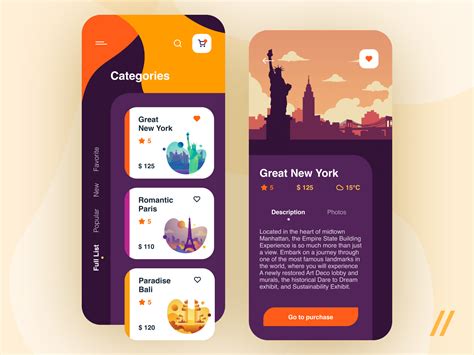 Categories
Great
New York
5
$ 125
Romantic
Paris
5
$ 110
Paradise
Bali
5
$ 120
Full List
Popular
New
Favorite
Great New York
5
$ 125
15°C
Description
Photos
Located in the heart of midtown
Manhattan, the Empire State Building
Experience is so much more than just
a view. Embark on a journey through
one of the most famous landmarks in
the world, where you will experience
A newly restored Art Deco lobby and
murals, the historical Dare to Dream
exhibit, and Sustainability Exhibit.
Go to purchase